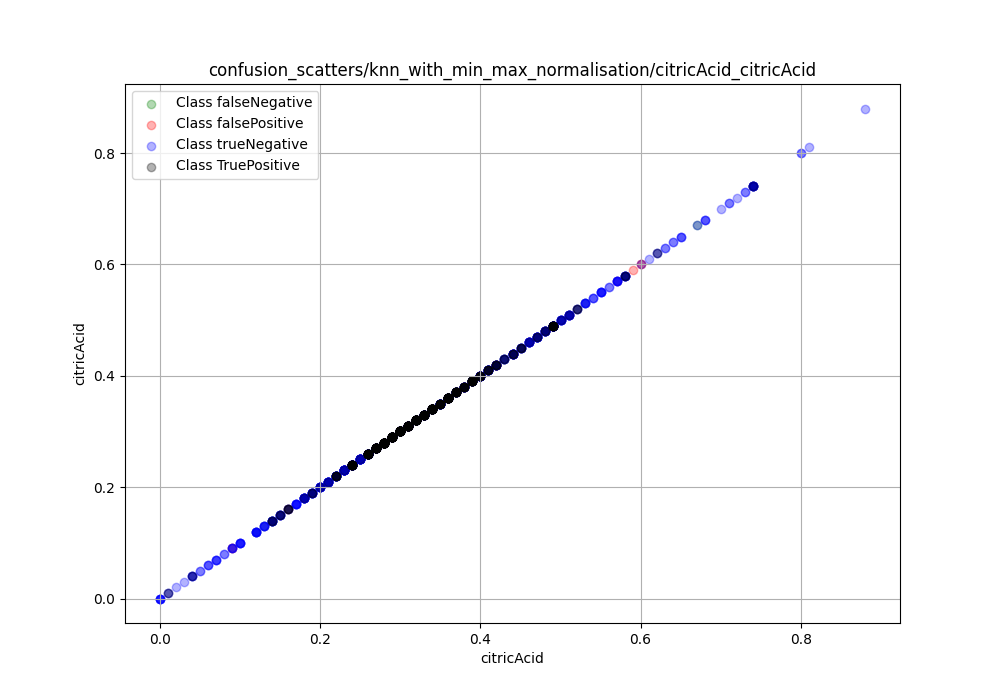 confusion_scatters/knn_with_min_max_normalisation/citricAcid_citricAcid
Class falseNegative
Class falsePositive
Class trueNegative
Class TruePositive
citricAcid
0.8
0.6
0.4
0.2
0.0
0.0 0.2 0.4 0.6 0.8
citricAcid